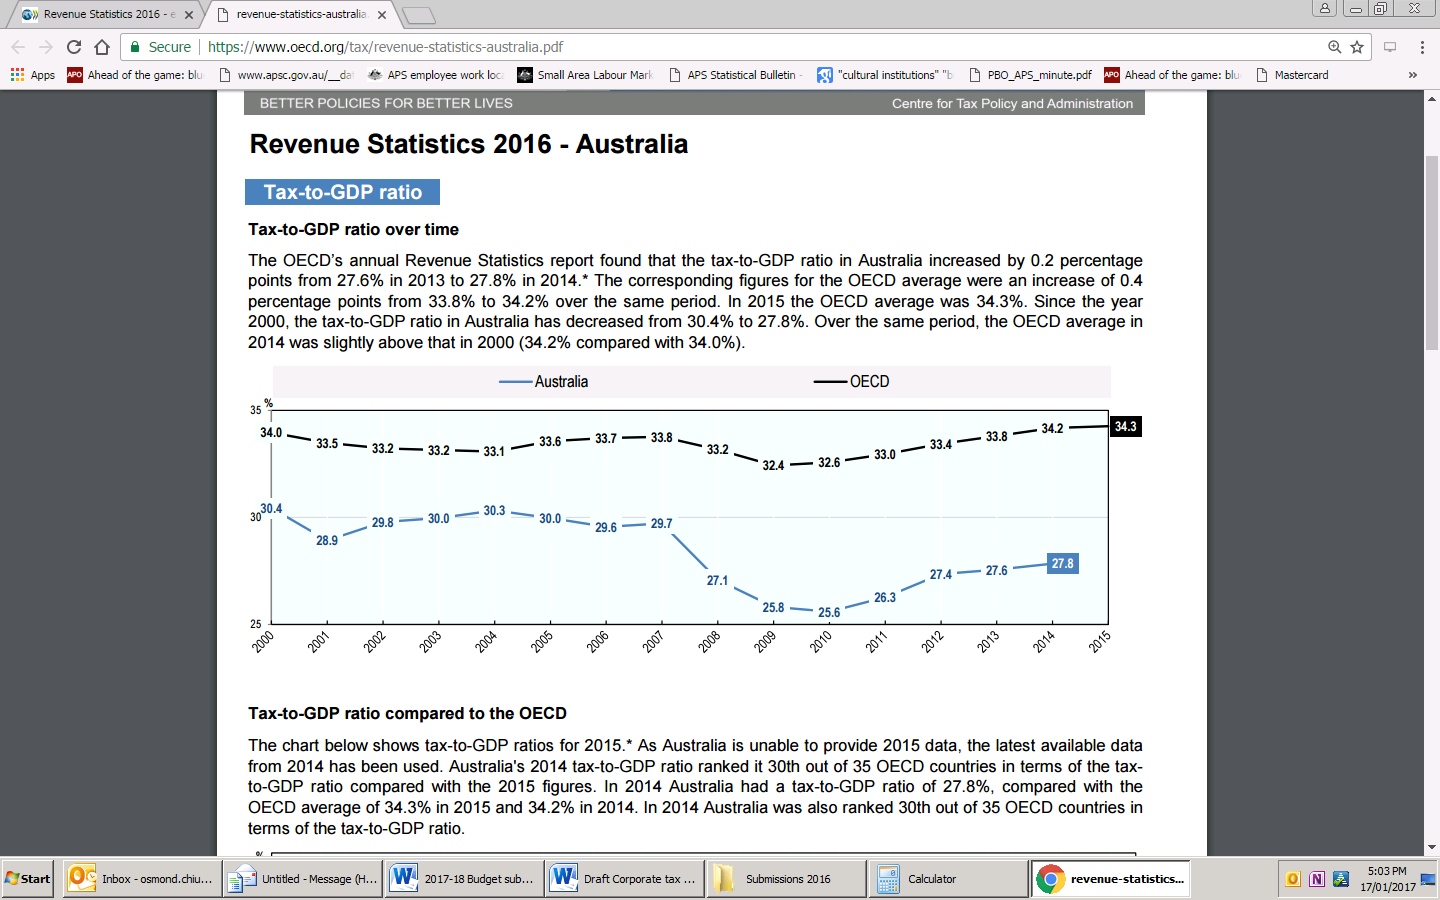 Revenue Statistics 2016 - e
revenue-statistics-australia.
Secure
https://www.oecd.org/tax/revenue-statistics-australia.pdf
Apps
APO
Ahead of the game: blu
www.apsc.gov.au/__da
APS employee work loc
Small Area Labour Mark
APS Statistical Bulletin -
"cultural institutions" "b
PBO_APS_minute.pdf
APO
Ahead of the game: blu
Mastercard
»
BETTER POLICIES FOR BETTER LIVES
Centre for Tax Policy and Administration
Revenue Statistics 2016 - Australia
Tax-to-GDP ratio
Tax-to-GDP ratio over time
The OECD's annual Revenue Statistics report found that the tax-to-GDP ratio in Australia increased by 0.2 percentage
points from 27.6% in 2013 to 27.8% in 2014.* The corresponding figures for the OECD average were an increase of 0.4
percentage points from 33.8% to 34.2% over the same period. In 2015 the OECD average was 34.3%. Since the year
2000, the tax-to-GDP ratio in Australia has decreased from 30.4% to 27.8%. Over the same period, the OECD average in
2014 was slightly above that in 2000 (34.2% compared with 34.0%).
Australia
OECD
%
35
34.0
33.5
33.2
33.2
33.1
33.6
33.7
33.8
33.2
32.4
32.6
33.0
33.4
33.8
34.2
34.3
30
30.4
28.9
29.8
30.0
30.3
30.0
29.6
29.7
27.1
25.8
25.6
26.3
27.4
27.6
27.8
25
2000
2001
2002
2003
2004
2005
2006
2007
2008
2009
2010
2011
2012
2013
2014
2015
Tax-to-GDP ratio compared to the OECD
The chart below shows tax-to-GDP ratios for 2015.* As Australia is unable to provide 2015 data, the latest available data
from 2014 has been used. Australia's 2014 tax-to-GDP ratio ranked it 30th out of 35 OECD countries in terms of the tax-
to-GDP ratio compared with the 2015 figures. In 2014 Australia had a tax-to-GDP ratio of 27.8%, compared with the
OECD average of 34.3% in 2015 and 34.2% in 2014. In 2014 Australia was also ranked 30th out of 35 OECD countries in
terms of the tax-to-GDP ratio.
%
Start
Inbox - osmond.chiu...
Untitled - Message (H...
2017-18 Budget sub...
Draft Corporate tax ...
Submissions 2016
Calculator
revenue-statistics...
5:03 PM
17/01/2017